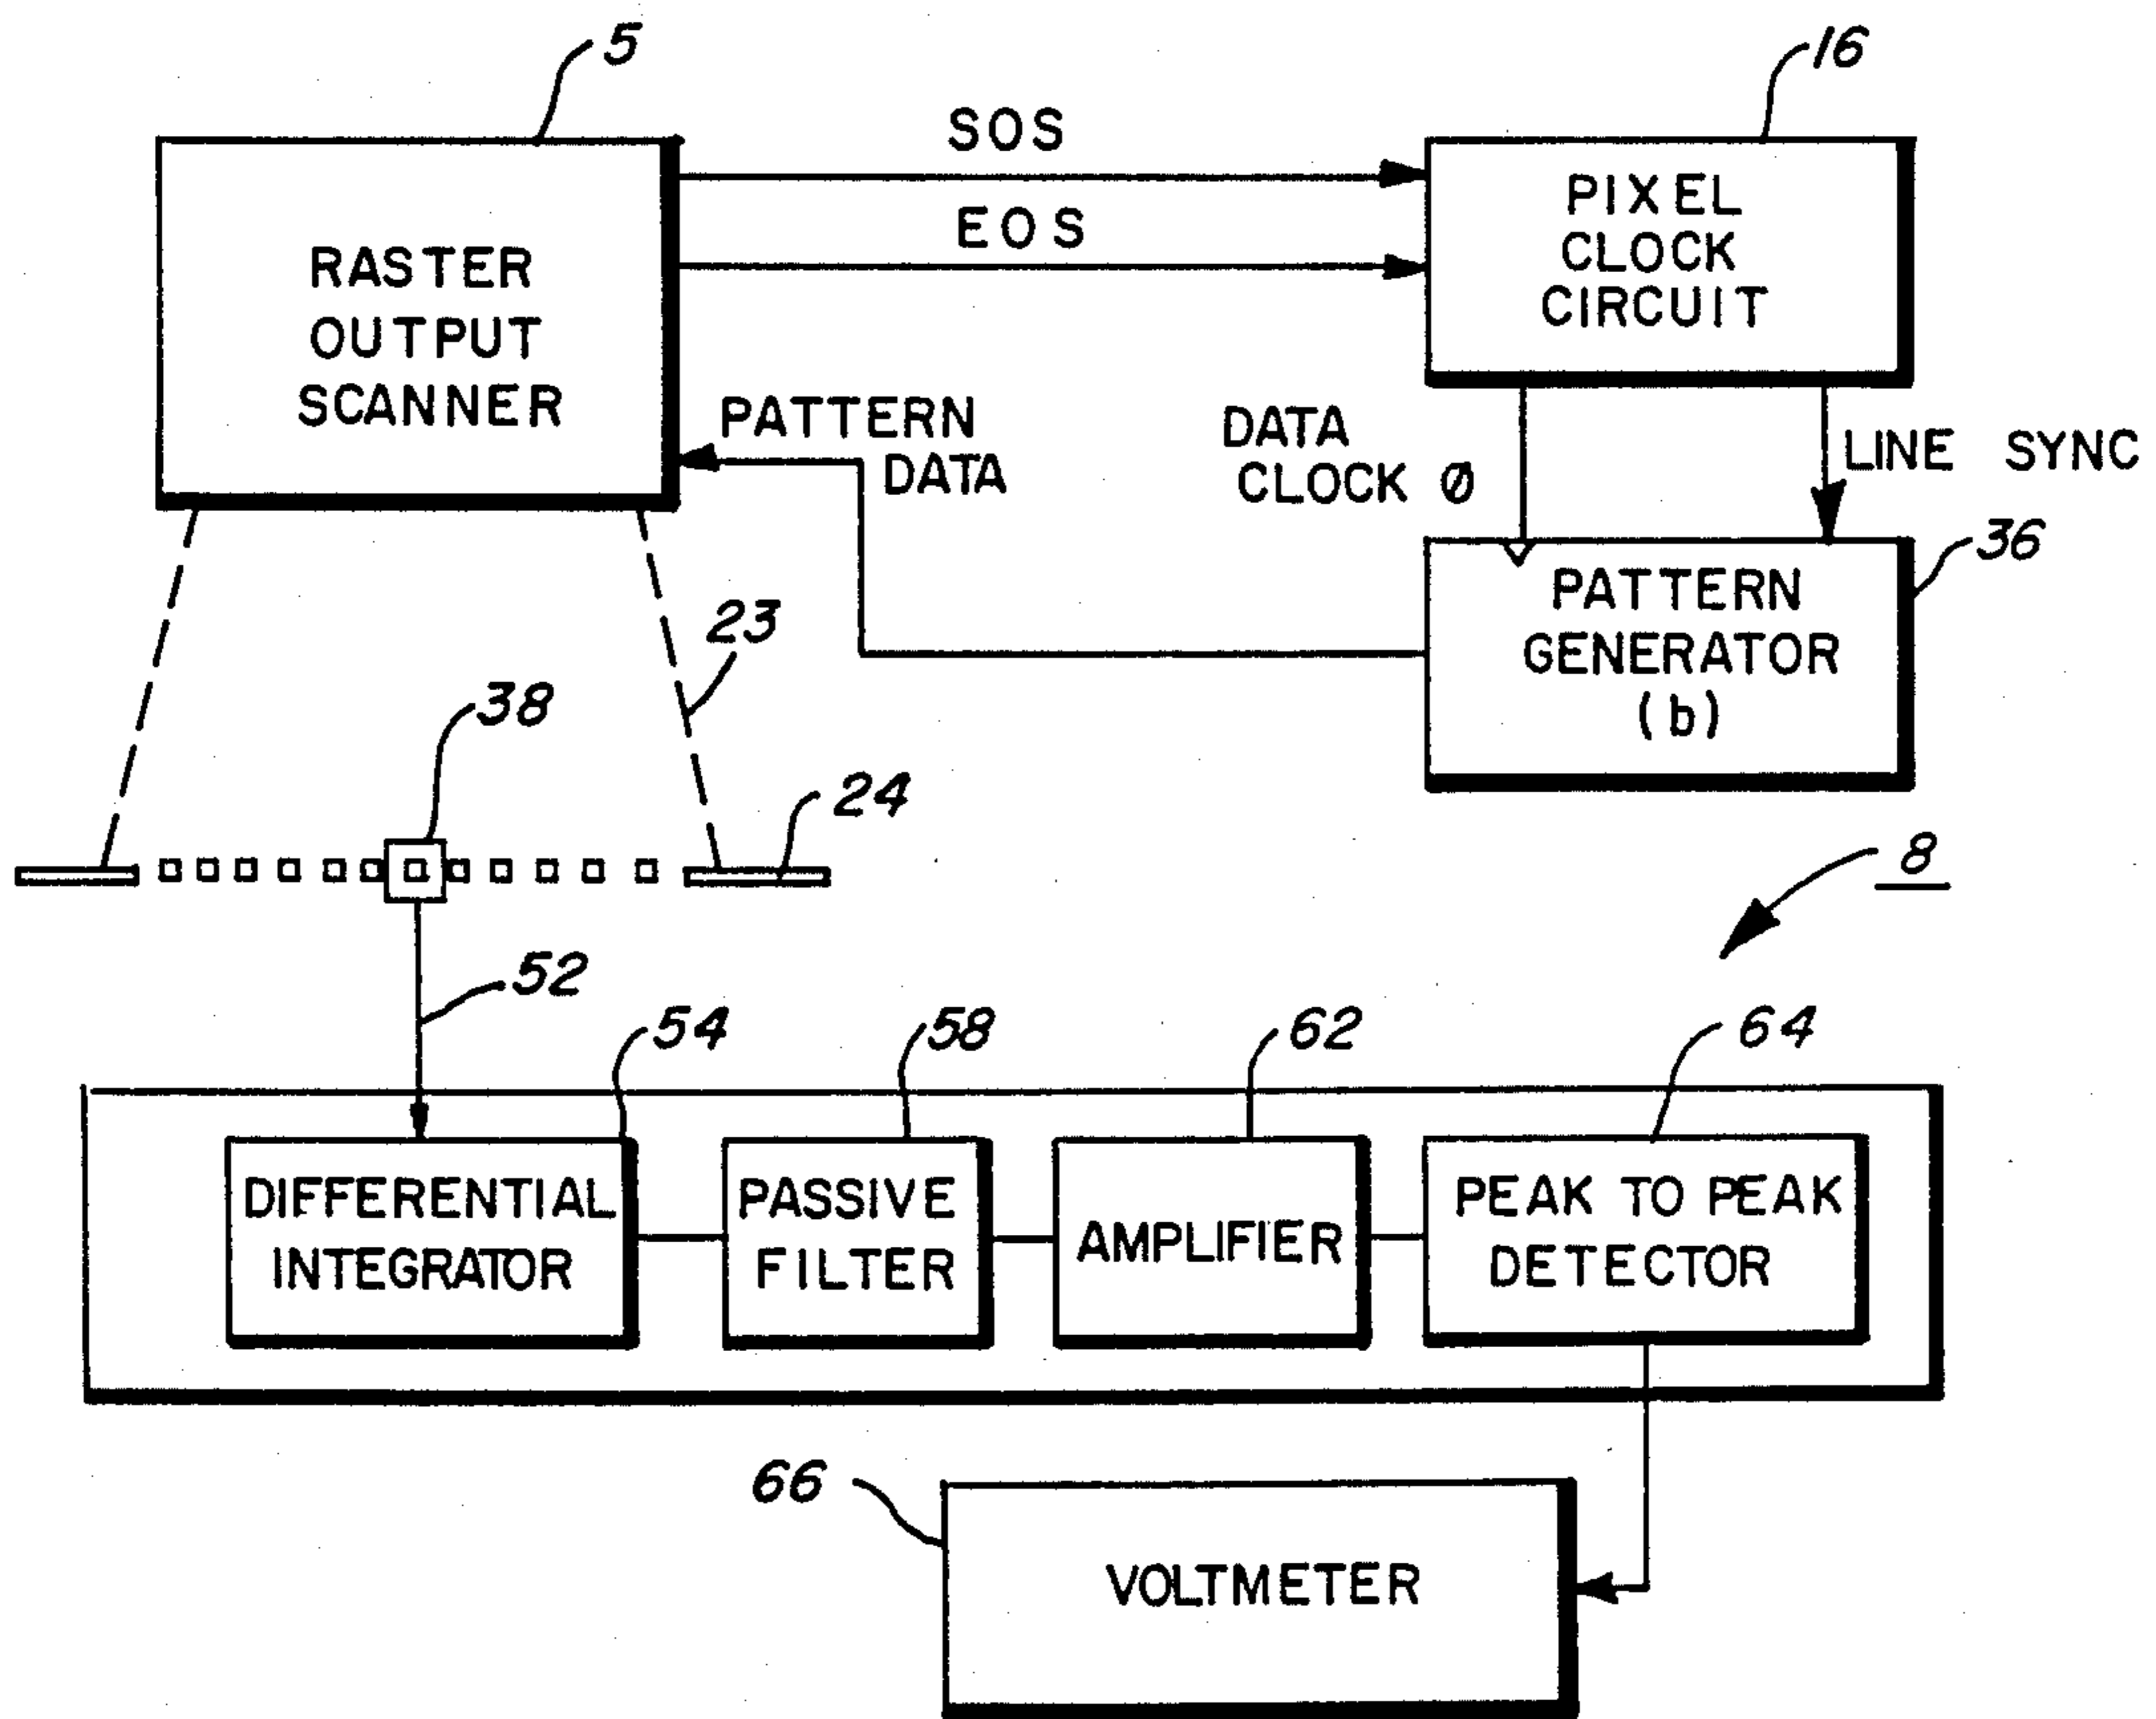 5
16
SOS
EOS
RASTER
OUTPUT
SCANNER
PIXEL
CLOCK
CIRCUIT
PATTERN
DATA
DATA
CLOCK Ø
LINE SYNC
36
PATTERN
GENERATOR
(b)
23
38
24
8
52
54
58
62
64
DIFFERENTIAL
INTEGRATOR
PASSIVE
FILTER
AMPLIFIER
PEAK TO PEAK
DETECTOR
66
VOLTMETER